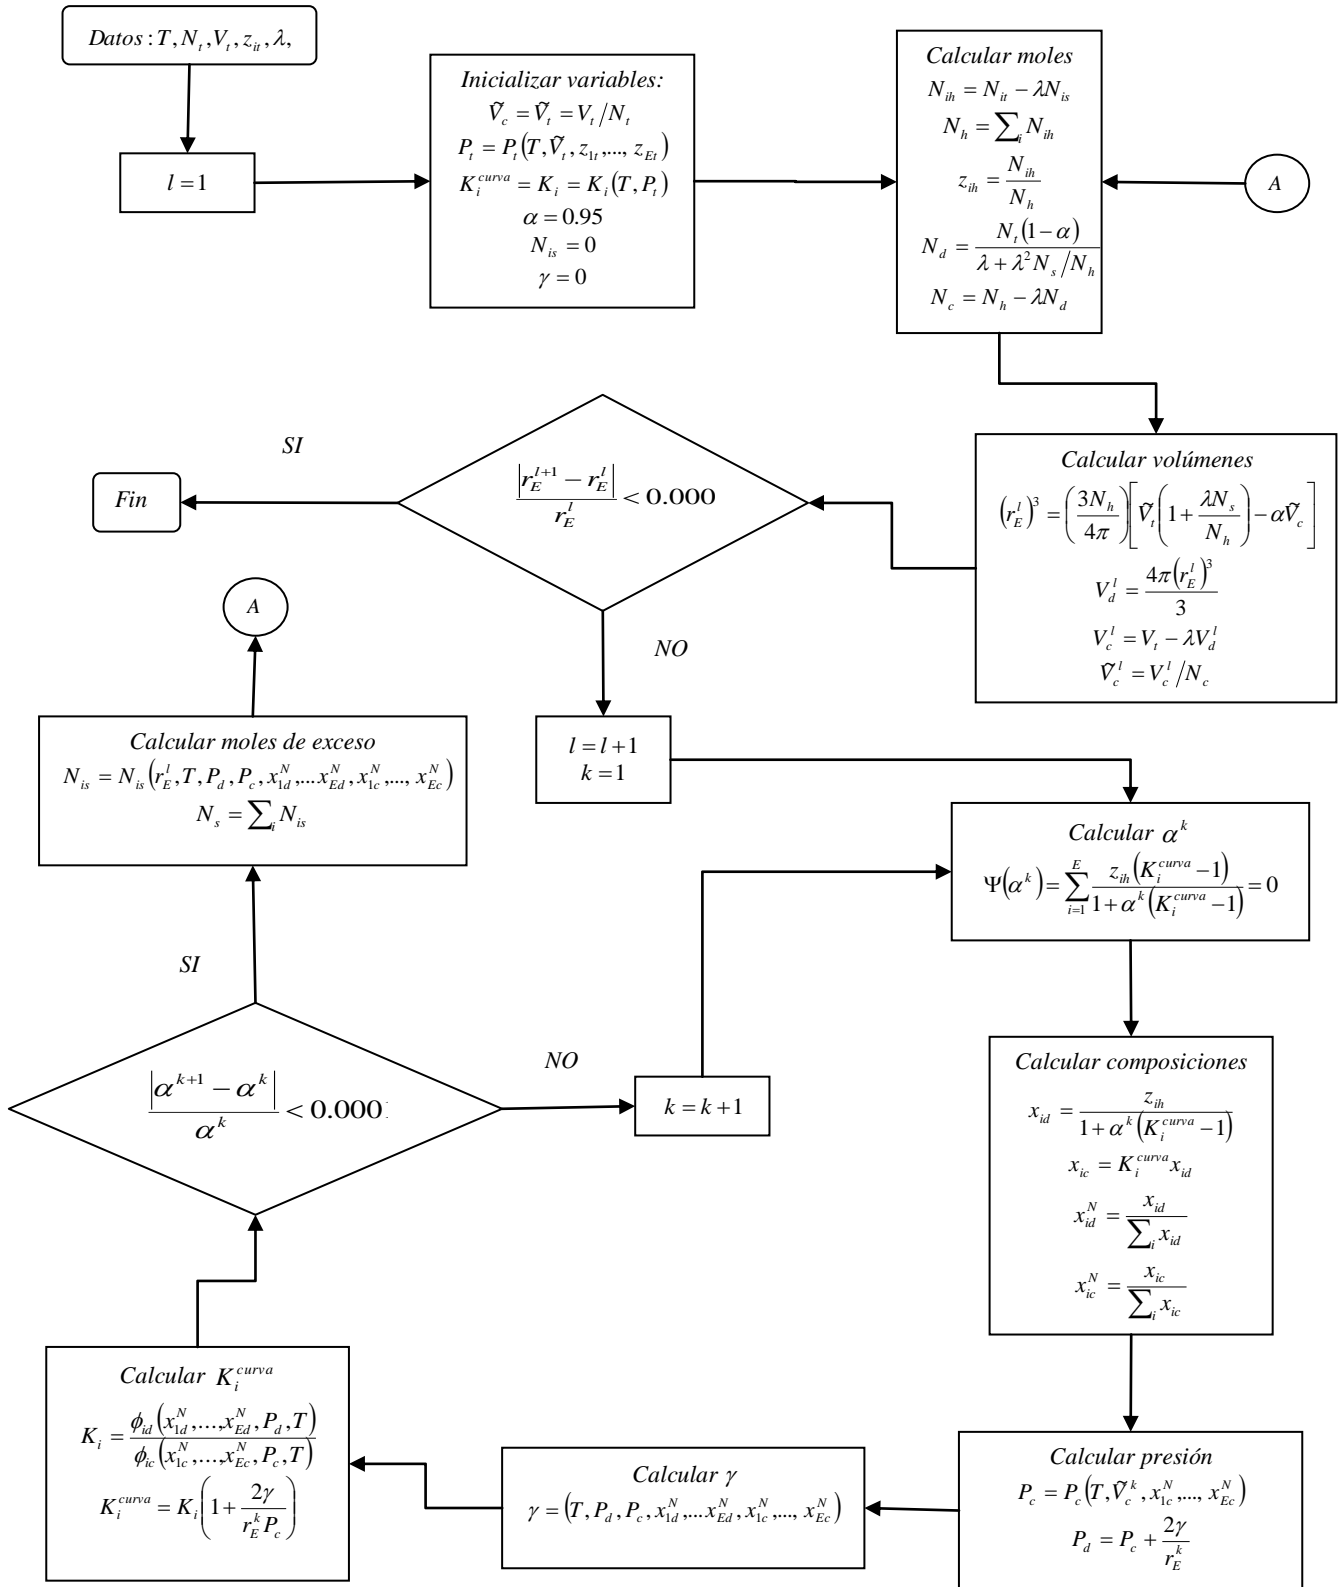 Datos : T, N_t, V_t, z_it, λ,
l = 1
Inicializar variables:
Ṽ_c = Ṽ_t = V_t/N_t
P_t = P_t(T, Ṽ_t, z_1t, ..., z_Et)
K_i^curva = K_i = K_i(T, P_t)
α = 0.95
N_is = 0
γ = 0
Calcular moles
N_ih = N_it − λN_is
N_h = ∑_i N_ih
z_ih = N_ih / N_h
N_d = N_t(1 − α) / (λ + λ² N_s/N_h)
N_c = N_h − λN_d
A
Calcular volúmenes
(r_E^l)³ = (3N_h / 4π)[Ṽ_t(1 + λN_s / N_h) − αṼ_c]
V_d^l = 4π(r_E^l)³ / 3
V_c^l = V_t − λV_d^l
Ṽ_c^l = V_c^l/N_c
|r_E^{l+1} − r_E^l| / r_E^l < 0.000
SI
Fin
NO
l = l + 1
k = 1
Calcular α^k
Ψ(α^k) = ∑_{i=1}^E z_ih(K_i^curva − 1) / (1 + α^k(K_i^curva − 1)) = 0
Calcular composiciones
x_id = z_ih / (1 + α^k(K_i^curva − 1))
x_ic = K_i^curva x_id
x_id^N = x_id / ∑_i x_id
x_ic^N = x_ic / ∑_i x_ic
Calcular presión
P_c = P_c(T, Ṽ_c^k, x_1c^N, ..., x_Ec^N)
P_d = P_c + 2γ / r_E^k
Calcular γ
γ = (T, P_d, P_c, x_1d^N, ... x_Ed^N, x_1c^N, ..., x_Ec^N)
Calcular K_i^curva
K_i = ϕ_id(x_1d^N, ..., x_Ed^N, P_d, T) / ϕ_ic(x_1c^N, ..., x_Ec^N, P_c, T)
K_i^curva = K_i(1 + 2γ / r_E^k P_c)
|α^{k+1} − α^k| / α^k < 0.000
NO
k = k + 1
SI
Calcular moles de exceso
N_is = N_is(r_E^l, T, P_d, P_c, x_1d^N, ... x_Ed^N, x_1c^N, ..., x_Ec^N)
N_s = ∑_i N_is
A